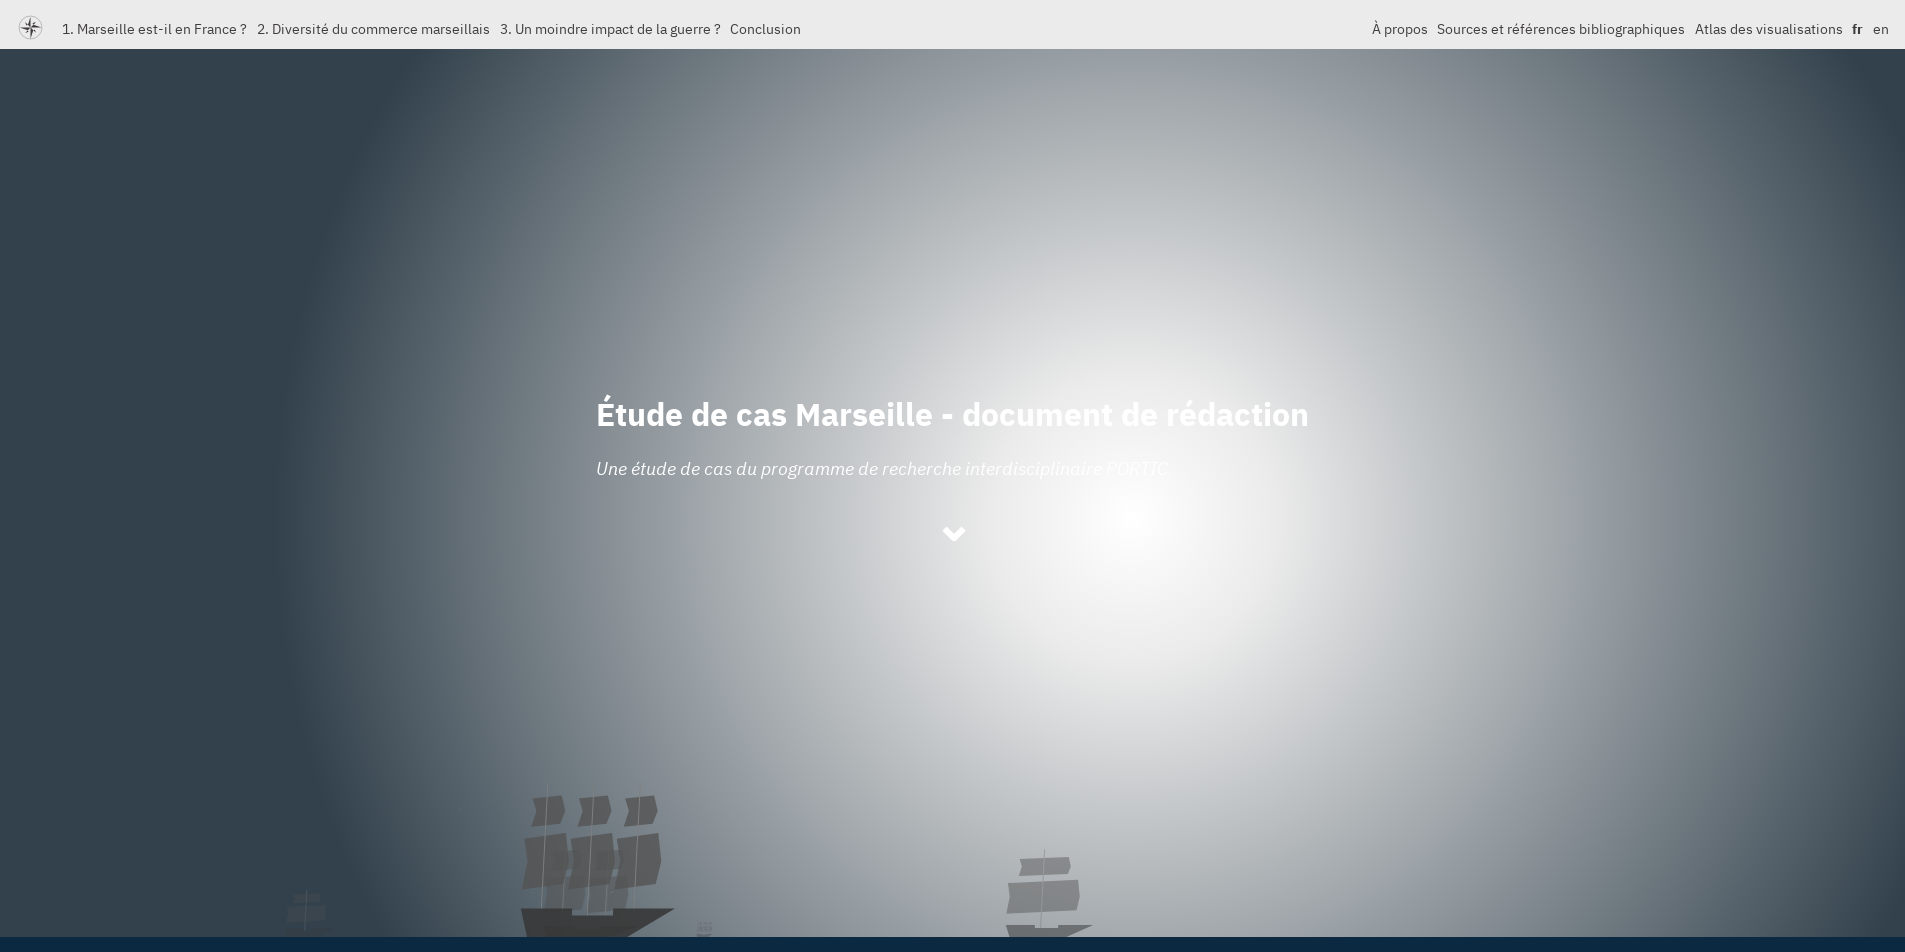 1. Marseille est-il en France ? 2. Diversité du commerce marseillais 3. Un moindre impact de la guerre ? Conclusion À propos Sources et références bibliographiques Atlas des visualisations fr en
Étude de cas Marseille - document de rédaction
Une étude de cas du programme de recherche interdisciplinaire PORTIC